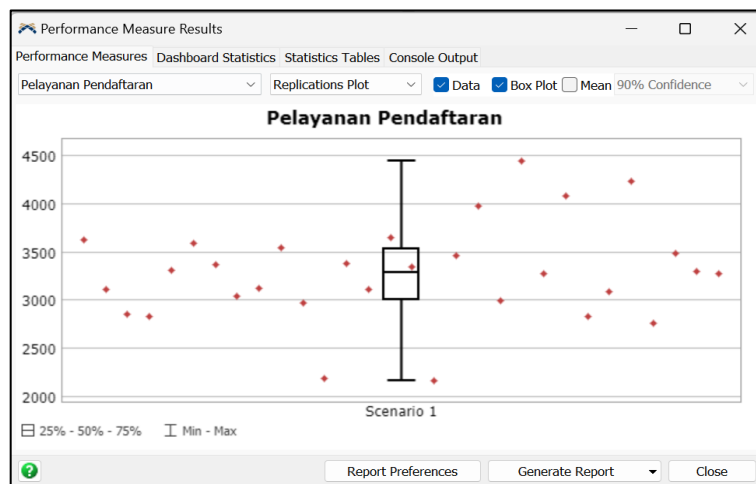 Performance Measure Results
Performance Measures Dashboard Statistics Statistics Tables Console Output
Pelayanan Pendaftaran Replications Plot Data Box Plot Mean 90% Confidence
Pelayanan Pendaftaran
4500
4000
3500
3000
2500
2000
Scenario 1
25% - 50% - 75% Min - Max
? Report Preferences Generate Report Close